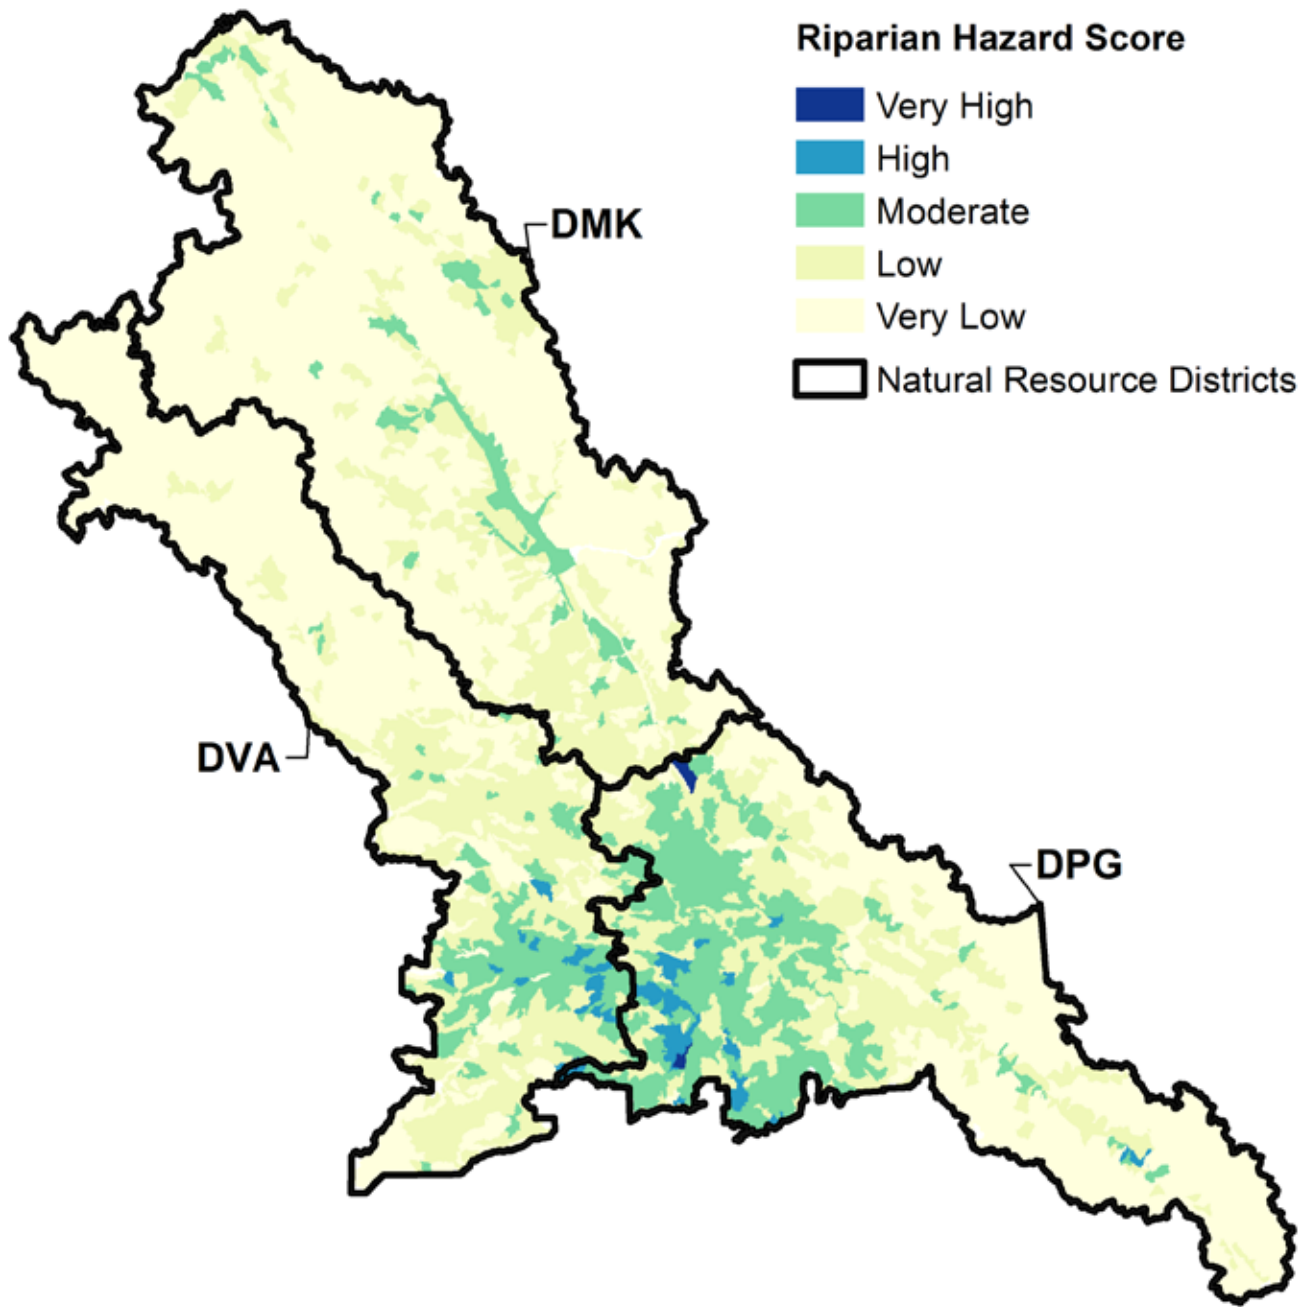 Riparian Hazard Score
Very High
High
Moderate
Low
Very Low
Natural Resource Districts
DMK
DVA
DPG